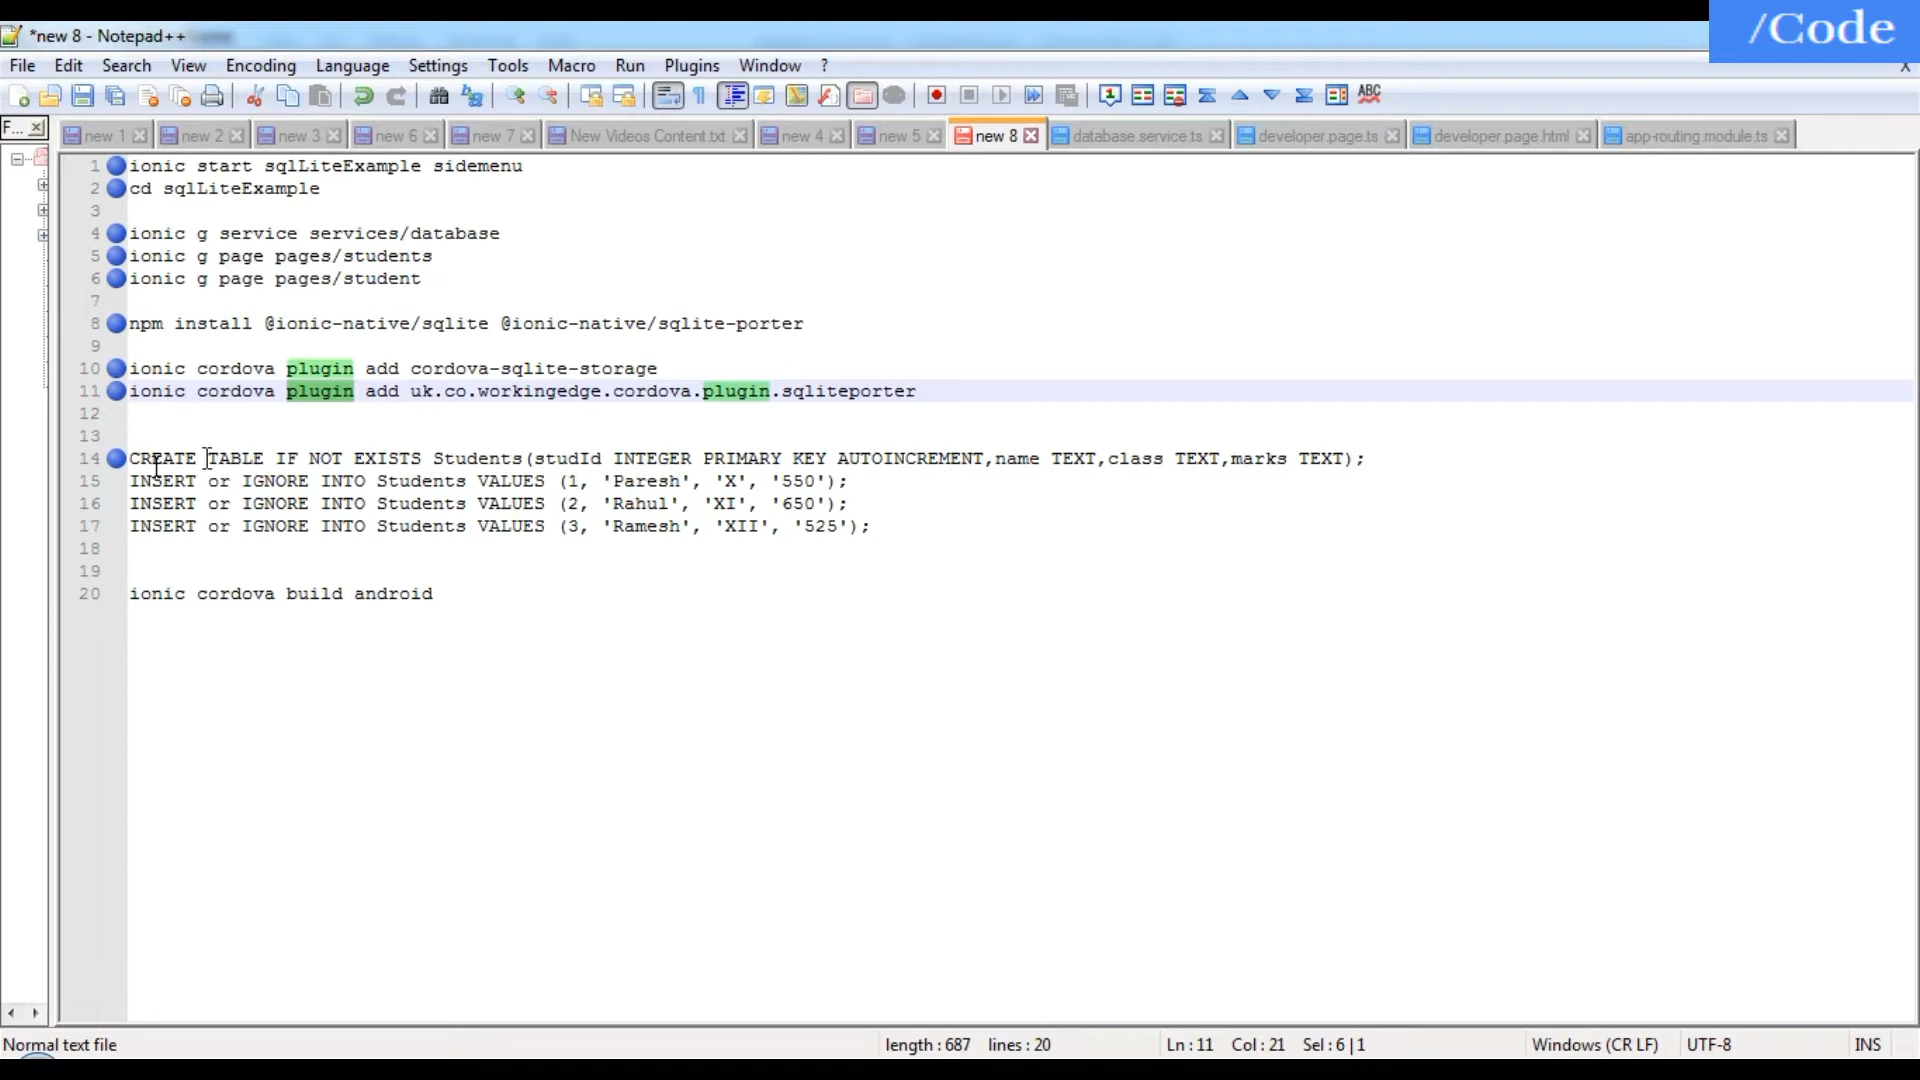 /Code
*new 8 - Notepad++
File Edit Search View Encoding Language Settings Tools Macro Run Plugins Window ?
X
ABC
F...
new 1
new 2
new 3
new 6
new 7
New Videos Content.txt
new 4
new 5
new 8
database.service.ts
developer.page.ts
developer.page.html
app-routing.module.ts
1 ionic start sqlLiteExample sidemenu
2 cd sqlLiteExample
3
4 ionic g service services/database
5 ionic g page pages/students
6 ionic g page pages/student
7
8 npm install @ionic-native/sqlite @ionic-native/sqlite-porter
9
10 ionic cordova plugin add cordova-sqlite-storage
11 ionic cordova plugin add uk.co.workingedge.cordova.plugin.sqliteporter
12
13
14 CREATE TABLE IF NOT EXISTS Students(studId INTEGER PRIMARY KEY AUTOINCREMENT,name TEXT,class TEXT,marks TEXT);
15 INSERT or IGNORE INTO Students VALUES (1, 'Paresh', 'X', '550');
16 INSERT or IGNORE INTO Students VALUES (2, 'Rahul', 'XI', '650');
17 INSERT or IGNORE INTO Students VALUES (3, 'Ramesh', 'XII', '525');
18
19
20 ionic cordova build android
Normal text file length : 687 lines : 20 Ln : 11 Col : 21 Sel : 6 | 1 Windows (CR LF) UTF-8 INS